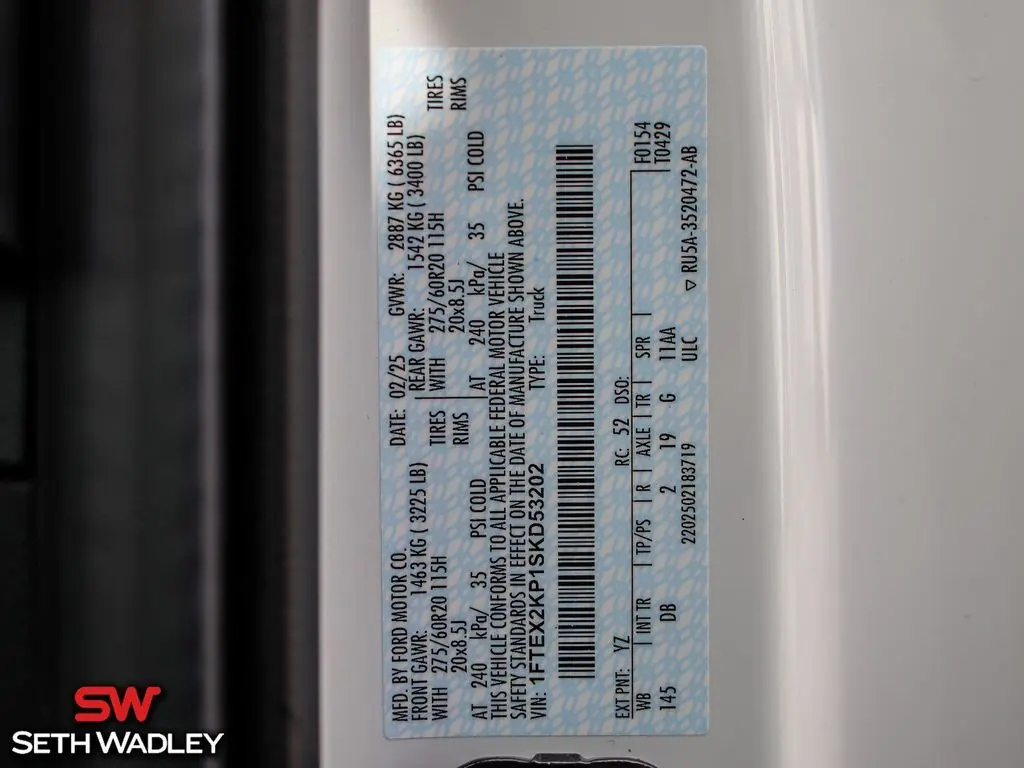 MFD. BY FORD MOTOR CO.   DATE: 02/25   GVWR: 2887 KG ( 6365 LB)
FRONT GAWR: 1463 KG ( 3225 LB)   REAR GAWR: 1542 KG ( 3400 LB)
WITH 275/60R20 115H TIRES   WITH 275/60R20 115H TIRES
20x8.5J RIMS   20x8.5J RIMS
AT 240 kPa/ 35 PSI COLD   AT 240 kPa/ 35 PSI COLD
THIS VEHICLE CONFORMS TO ALL APPLICABLE FEDERAL MOTOR VEHICLE
SAFETY STANDARDS IN EFFECT ON THE DATE OF MANUFACTURE SHOWN ABOVE.
VIN: 1FTEX2KP1SKD53202   TYPE: Truck
EXT PNT: YZ   RC: 52 DSO:   F0154
WB | INT TR | TP/PS | R | AXLE | TR | SPR   T0429
145 DB 2 19 G 11AA
2202502183719   ULC   ▽ RU5A-3520472-AB
SW
SETH WADLEY